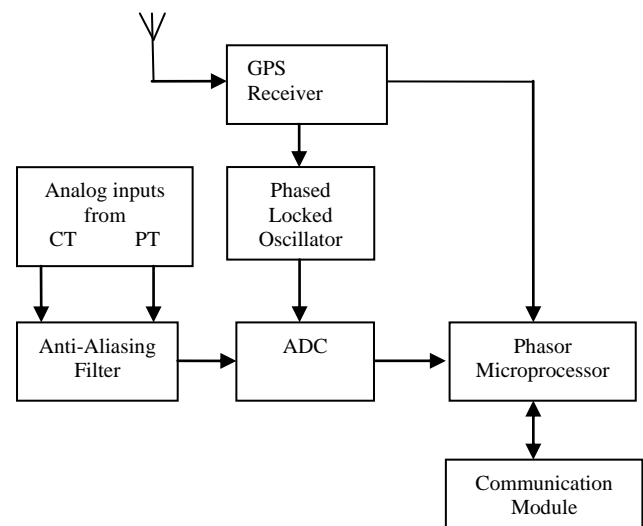 GPS
Receiver
Analog inputs
from
CT PT
Phased
Locked
Oscillator
Anti-Aliasing
Filter
ADC
Phasor
Microprocessor
Communication
Module